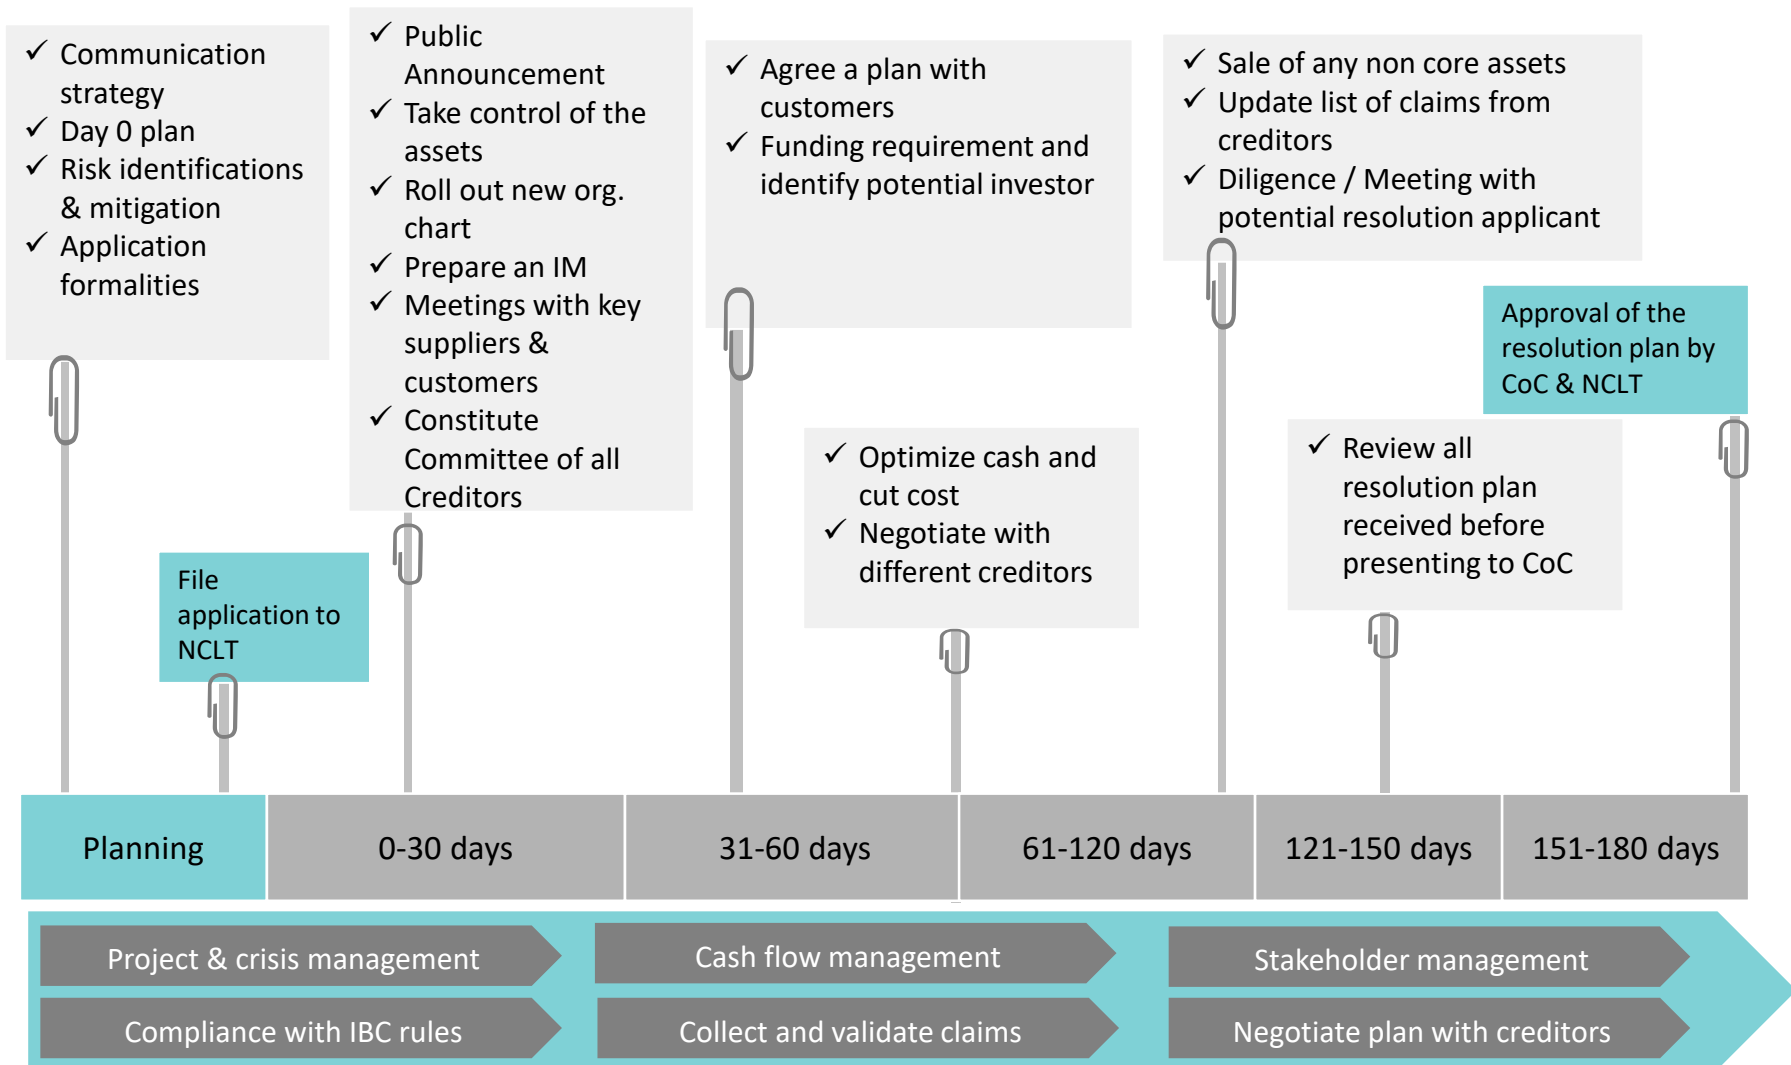 ✓ Communication
strategy
✓ Day 0 plan
✓ Risk identifications
& mitigation
✓ Application
formalities
File
application to
NCLT
✓ Public
Announcement
✓ Take control of the
assets
✓ Roll out new org.
chart
✓ Prepare an IM
✓ Meetings with key
suppliers &
customers
✓ Constitute
Committee of all
Creditors
✓ Agree a plan with
customers
✓ Funding requirement and
identify potential investor
✓ Optimize cash and
cut cost
✓ Negotiate with
different creditors
✓ Sale of any non core assets
✓ Update list of claims from
creditors
✓ Diligence / Meeting with
potential resolution applicant
✓ Review all
resolution plan
received before
presenting to CoC
Approval of the
resolution plan by
CoC & NCLT
Planning
0-30 days
31-60 days
61-120 days
121-150 days
151-180 days
Project & crisis management
Cash flow management
Stakeholder management
Compliance with IBC rules
Collect and validate claims
Negotiate plan with creditors